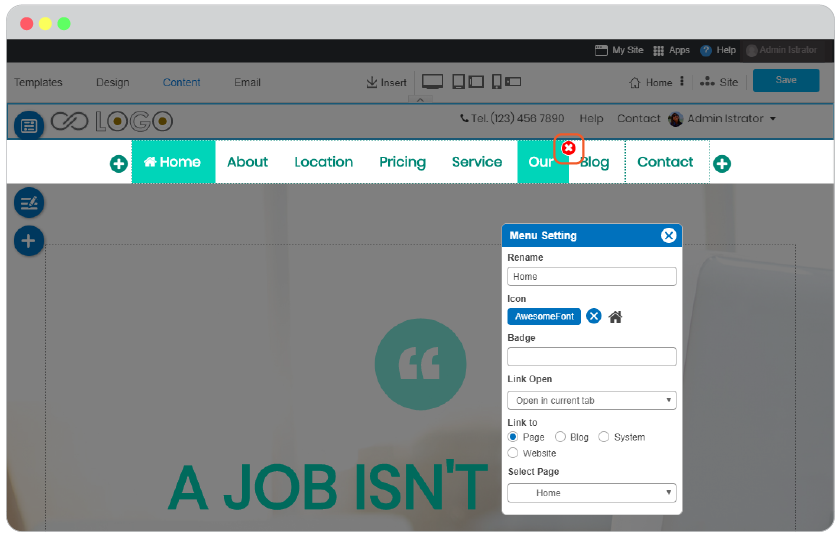 My Site Apps Help Admin Istrator
Templates Design Content Email Insert Home Site Save
LOGO Tel. (123) 456 7890 Help Contact Admin Istrator
Home About Location Pricing Service Our Blog Contact
Menu Setting
Rename
Home
Icon
AwesomeFont
Badge
Link Open
Open in current tab
Link to
Page Blog System
Website
Select Page
Home
A JOB ISN'T